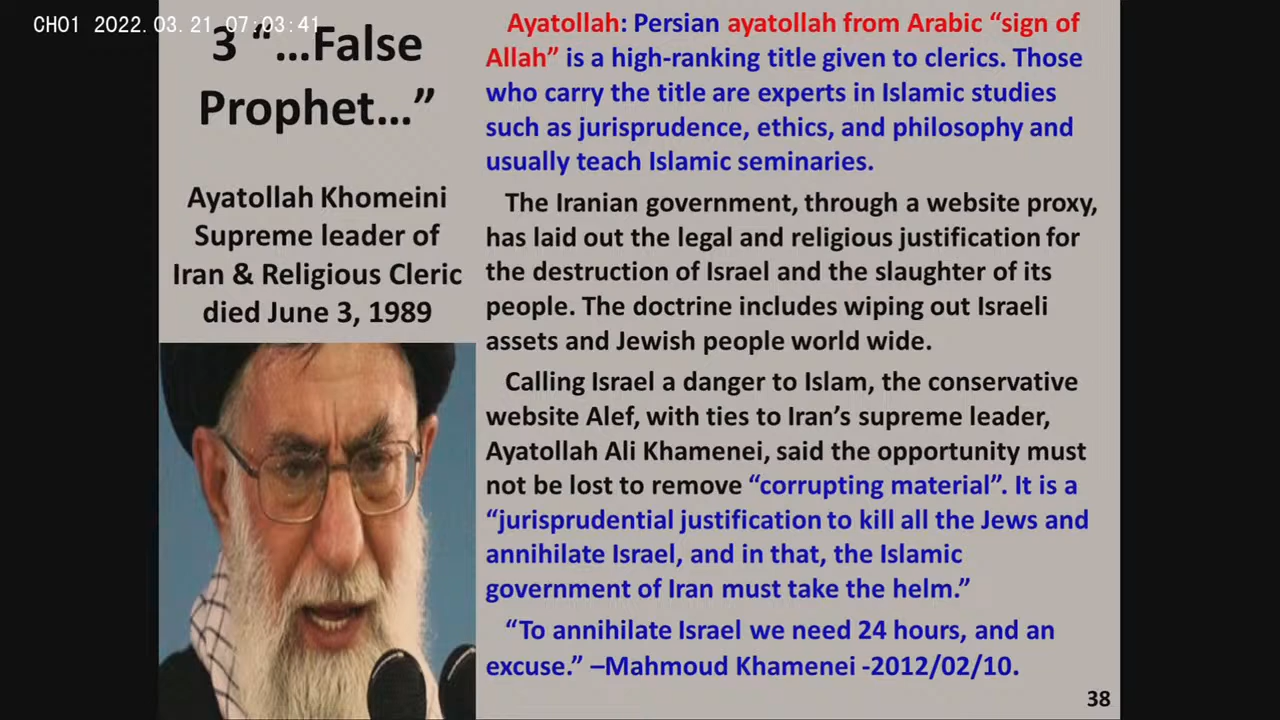 CH01 2022.03.21 07:03:41
3 “…False
Prophet…”
Ayatollah Khomeini
Supreme leader of
Iran & Religious Cleric
died June 3, 1989
Ayatollah: Persian ayatollah from Arabic “sign of
Allah” is a high-ranking title given to clerics. Those
who carry the title are experts in Islamic studies
such as jurisprudence, ethics, and philosophy and
usually teach Islamic seminaries.
The Iranian government, through a website proxy,
has laid out the legal and religious justification for
the destruction of Israel and the slaughter of its
people. The doctrine includes wiping out Israeli
assets and Jewish people world wide.
Calling Israel a danger to Islam, the conservative
website Alef, with ties to Iran’s supreme leader,
Ayatollah Ali Khamenei, said the opportunity must
not be lost to remove “corrupting material”. It is a
“jurisprudential justification to kill all the Jews and
annihilate Israel, and in that, the Islamic
government of Iran must take the helm.”
“To annihilate Israel we need 24 hours, and an
excuse.” –Mahmoud Khamenei -2012/02/10.
38